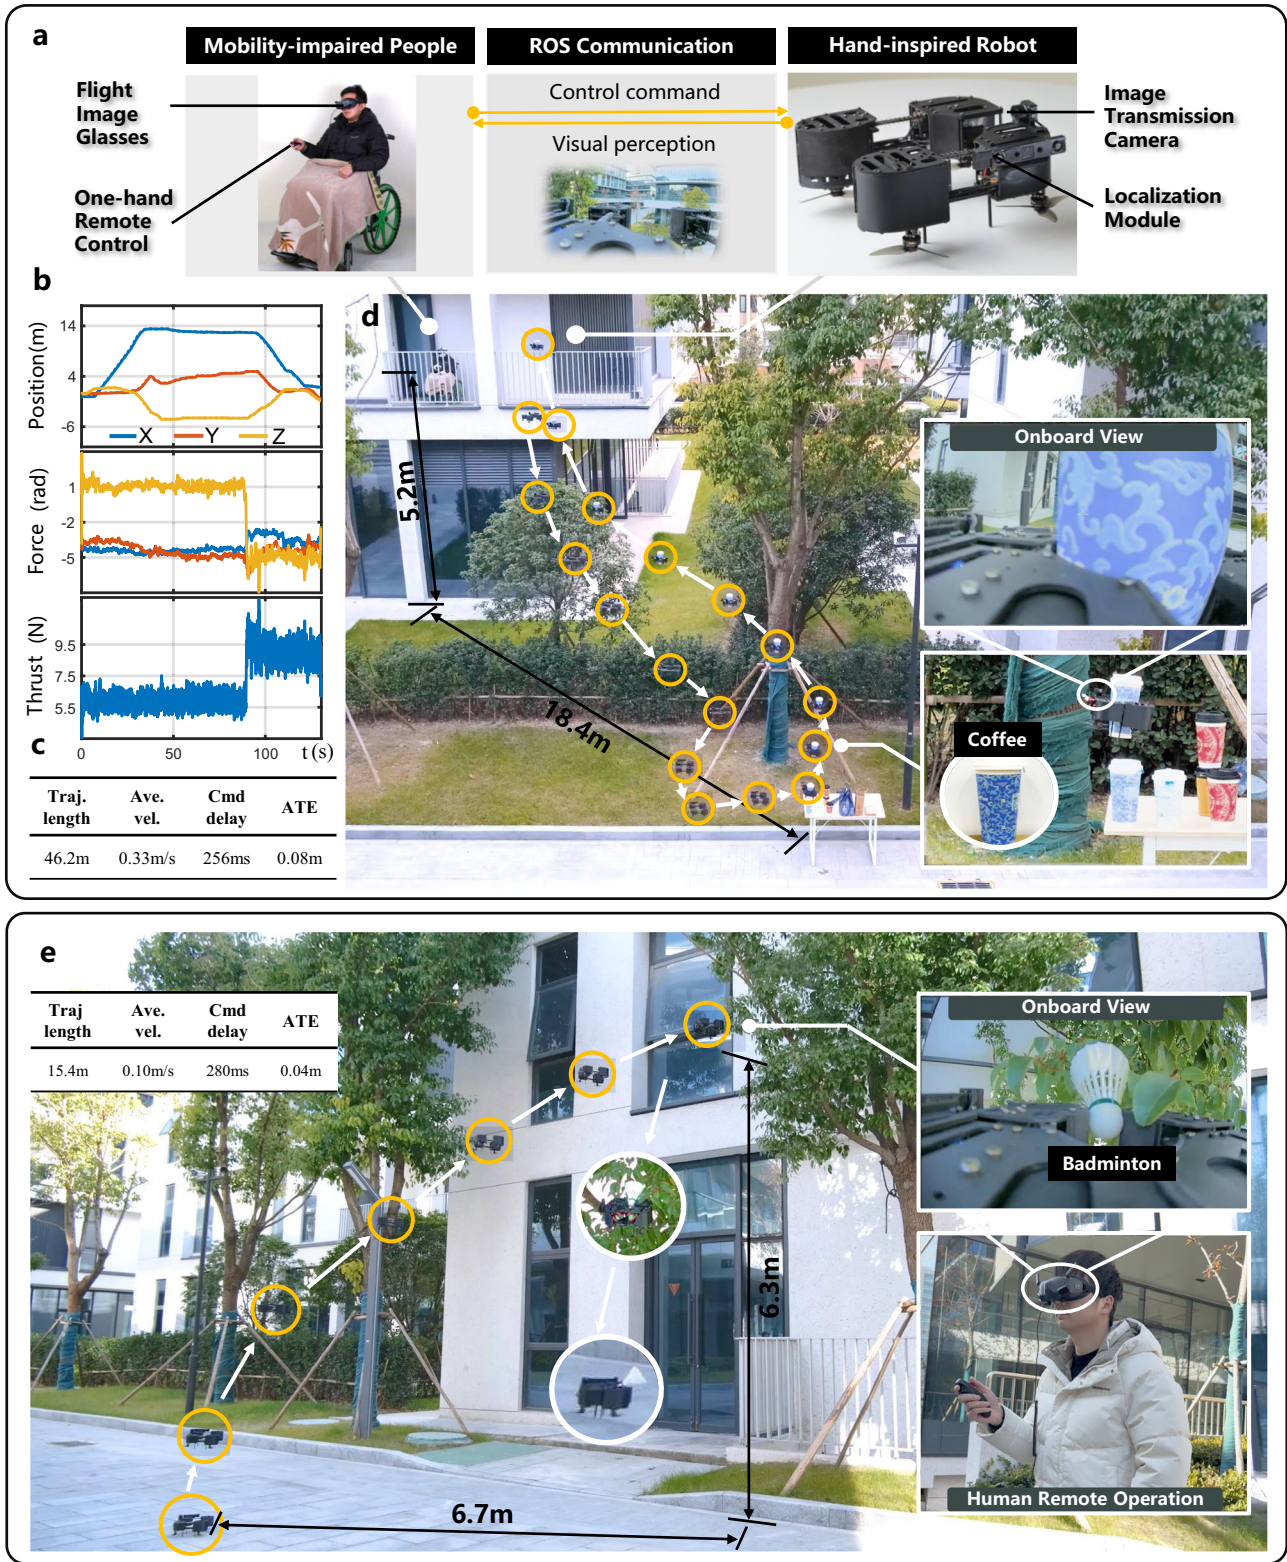 a
Mobility-impaired People
ROS Communication
Hand-inspired Robot
Flight
Image
Glasses
One-hand
Remote
Control
Control command
Visual perception
Image
Transmission
Camera
Localization
Module
b
Position(m)
14
4
-6
X Y Z
Force (rad)
1
-2
-5
Thrust (N)
9.5
7.5
5.5
0 50 100 t(s)
c
Traj. length Ave. vel. Cmd delay ATE
46.2m 0.33m/s 256ms 0.08m
d
5.2m
18.4m
Onboard View
Coffee
e
Traj length Ave. vel. Cmd delay ATE
15.4m 0.10m/s 280ms 0.04m
6.3m
6.7m
Onboard View
Badminton
Human Remote Operation